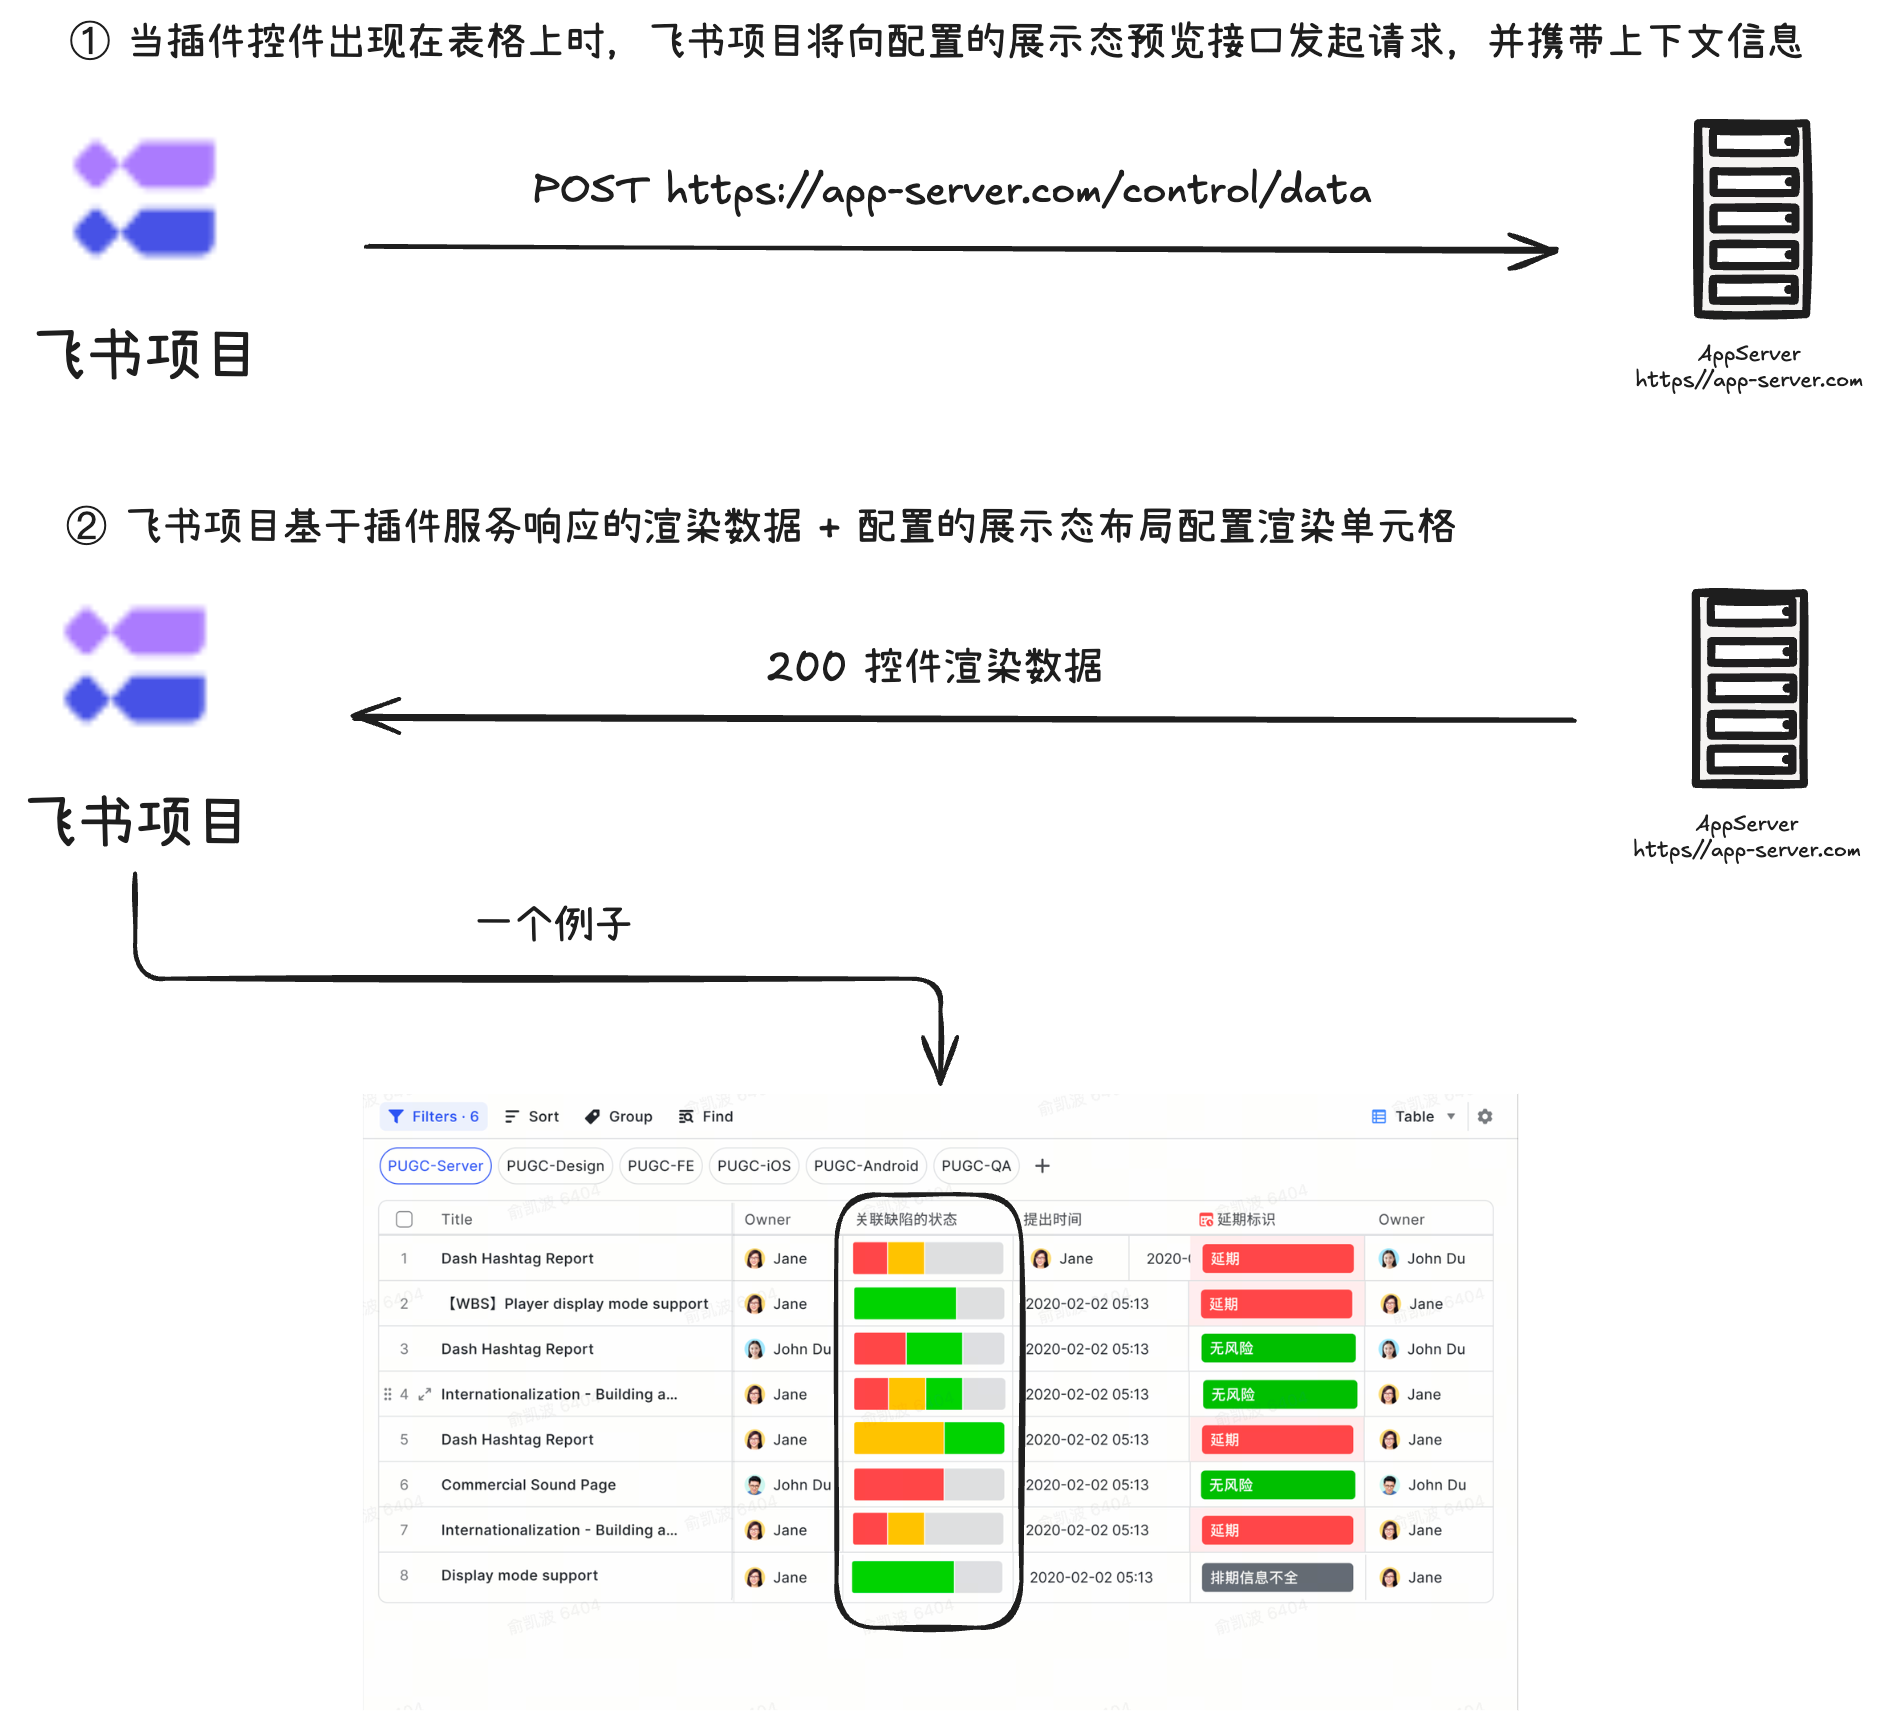 ① 当插件控件出现在表格上时，飞书项目将向配置的展示态预览接口发起请求，并携带上下文信息
POST https://app-server.com/control/data
飞书项目
AppServer
https//app-server.com
② 飞书项目基于插件服务响应的渲染数据 + 配置的展示态布局配置渲染单元格
200 控件渲染数据
飞书项目
AppServer
https//app-server.com
一个例子
Filters · 6 Sort Group Find Table
PUGC-Server PUGC-Design PUGC-FE PUGC-iOS PUGC-Android PUGC-QA +
Title Owner 关联缺陷的状态 提出时间 延期标识 Owner
1 Dash Hashtag Report Jane Jane 2020-0 延期 John Du
2 【WBS】Player display mode support Jane 2020-02-02 05:13 延期 Jane
3 Dash Hashtag Report John Du 2020-02-02 05:13 无风险 John Du
4 Internationalization - Building a... Jane 2020-02-02 05:13 无风险 Jane
5 Dash Hashtag Report Jane 2020-02-02 05:13 延期 Jane
6 Commercial Sound Page John Du 2020-02-02 05:13 无风险 John Du
7 Internationalization - Building a... Jane 2020-02-02 05:13 延期 Jane
8 Display mode support Jane 2020-02-02 05:13 排期信息不全 Jane
俞凯波 6404